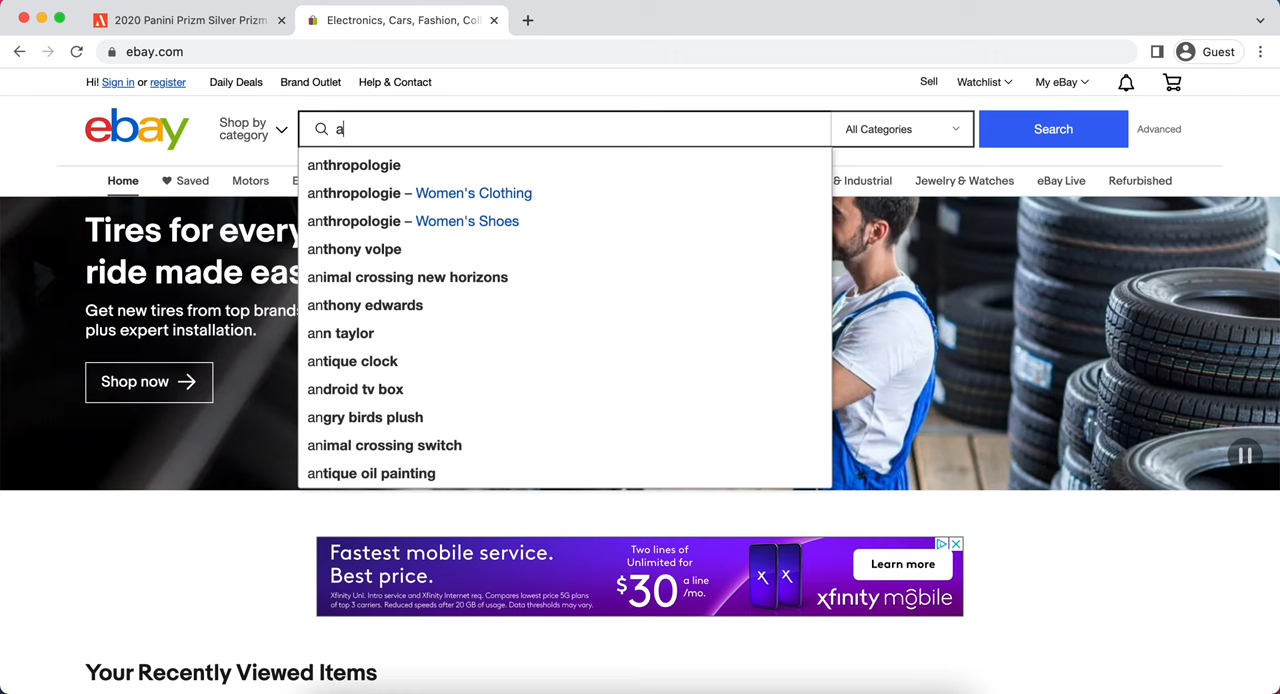 2020 Panini Prizm Silver Prizm
Electronics, Cars, Fashion, Coll
ebay.com
Guest
Hi! Sign in or register
Daily Deals
Brand Outlet
Help & Contact
Sell
Watchlist
My eBay
ebay
Shop by
category
a
All Categories
Search
Advanced
Home
Saved
Motors
E
& Industrial
Jewelry & Watches
eBay Live
Refurbished
anthropologie
anthropologie – Women's Clothing
anthropologie – Women's Shoes
anthony volpe
animal crossing new horizons
anthony edwards
ann taylor
antique clock
android tv box
angry birds plush
animal crossing switch
antique oil painting
Tires for every
ride made eas
Get new tires from top brands
plus expert installation.
Shop now
Fastest mobile service.
Best price.
Xfinity Unl. Intro service and Xfinity Internet req. Compares lowest price 5G plans
of top 3 carriers. Reduced speeds after 20 GB of usage. Data thresholds may vary.
Two lines of
Unlimited for
$30 a line
/mo.
X X
Learn more
xfinity mobile
Your Recently Viewed Items